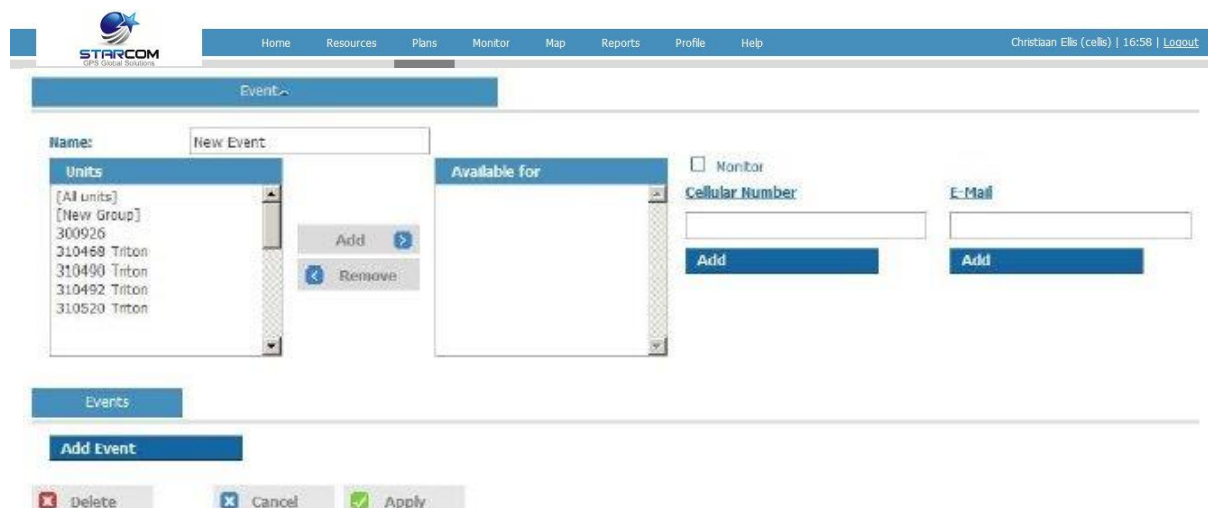 STARCOM
GPS Global Solutions
Home Resources Plans Monitor Map Reports Profile Help
Christiaan Ellis (cellis) | 16:58 | Logout
Event
Name: New Event
Units
[All units]
[New Group]
300926
310468 Triton
310490 Triton
310492 Triton
310520 Triton
Add
Remove
Available for
Monitor
Cellular Number
Add
E-Mail
Add
Events
Add Event
Delete Cancel Apply